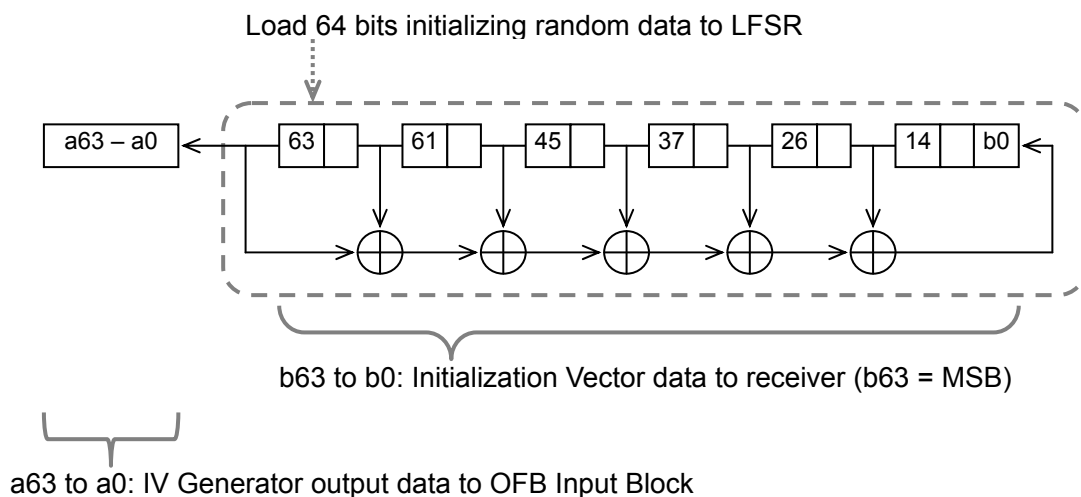 Load 64 bits initializing random data to LFSR
a63 – a0
63 61 45 37 26 14 b0
b63 to b0: Initialization Vector data to receiver (b63 = MSB)
a63 to a0: IV Generator output data to OFB Input Block